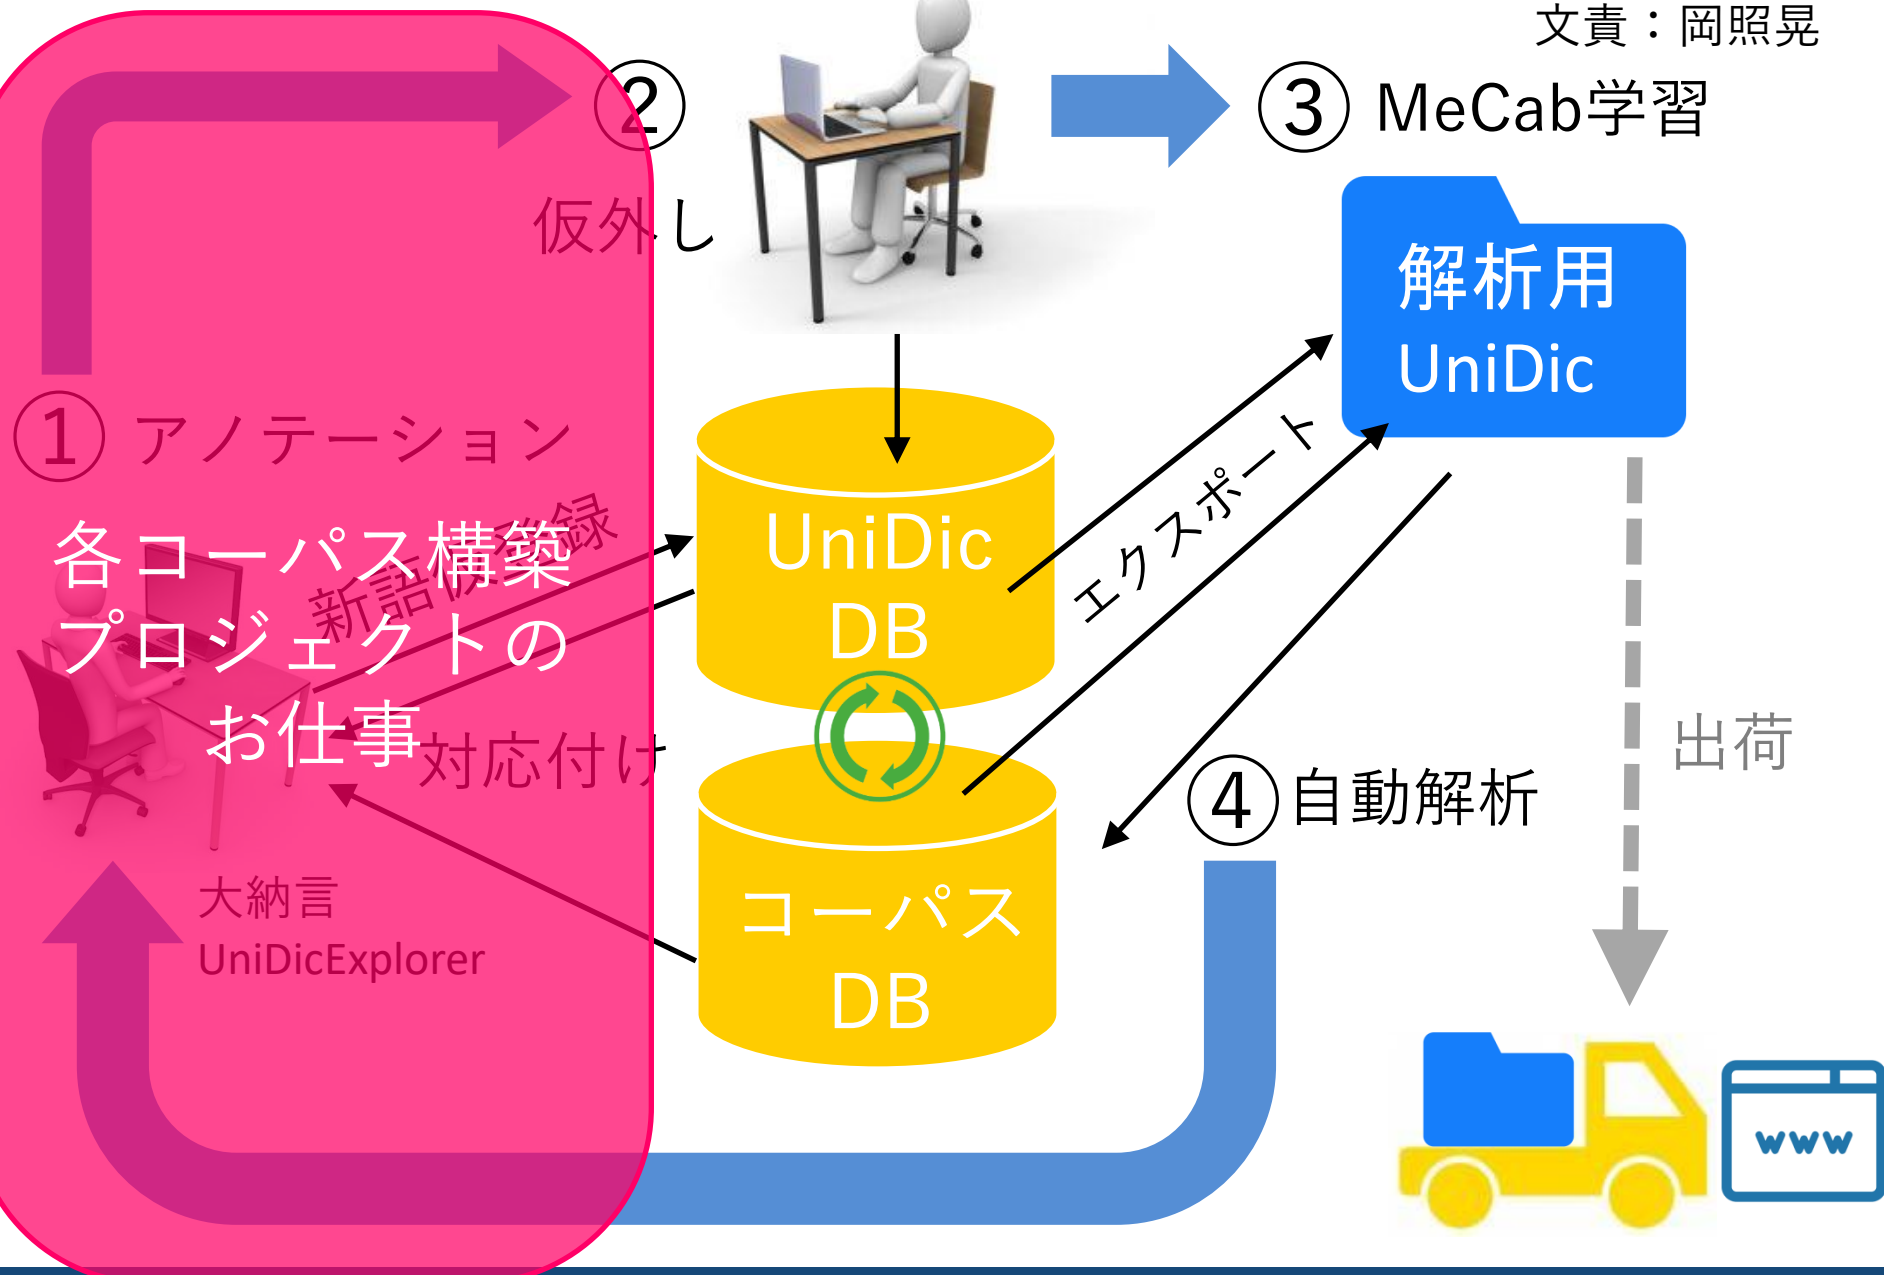 文責：岡照晃
②
仮外し
③ MeCab学習
解析用
UniDic
① アノテーション
新語仮登録
各コーパス構築
プロジェクトの
お仕事
対応付け
大納言
UniDicExplorer
UniDic
DB
コーパス
DB
エクスポート
④自動解析
出荷
www